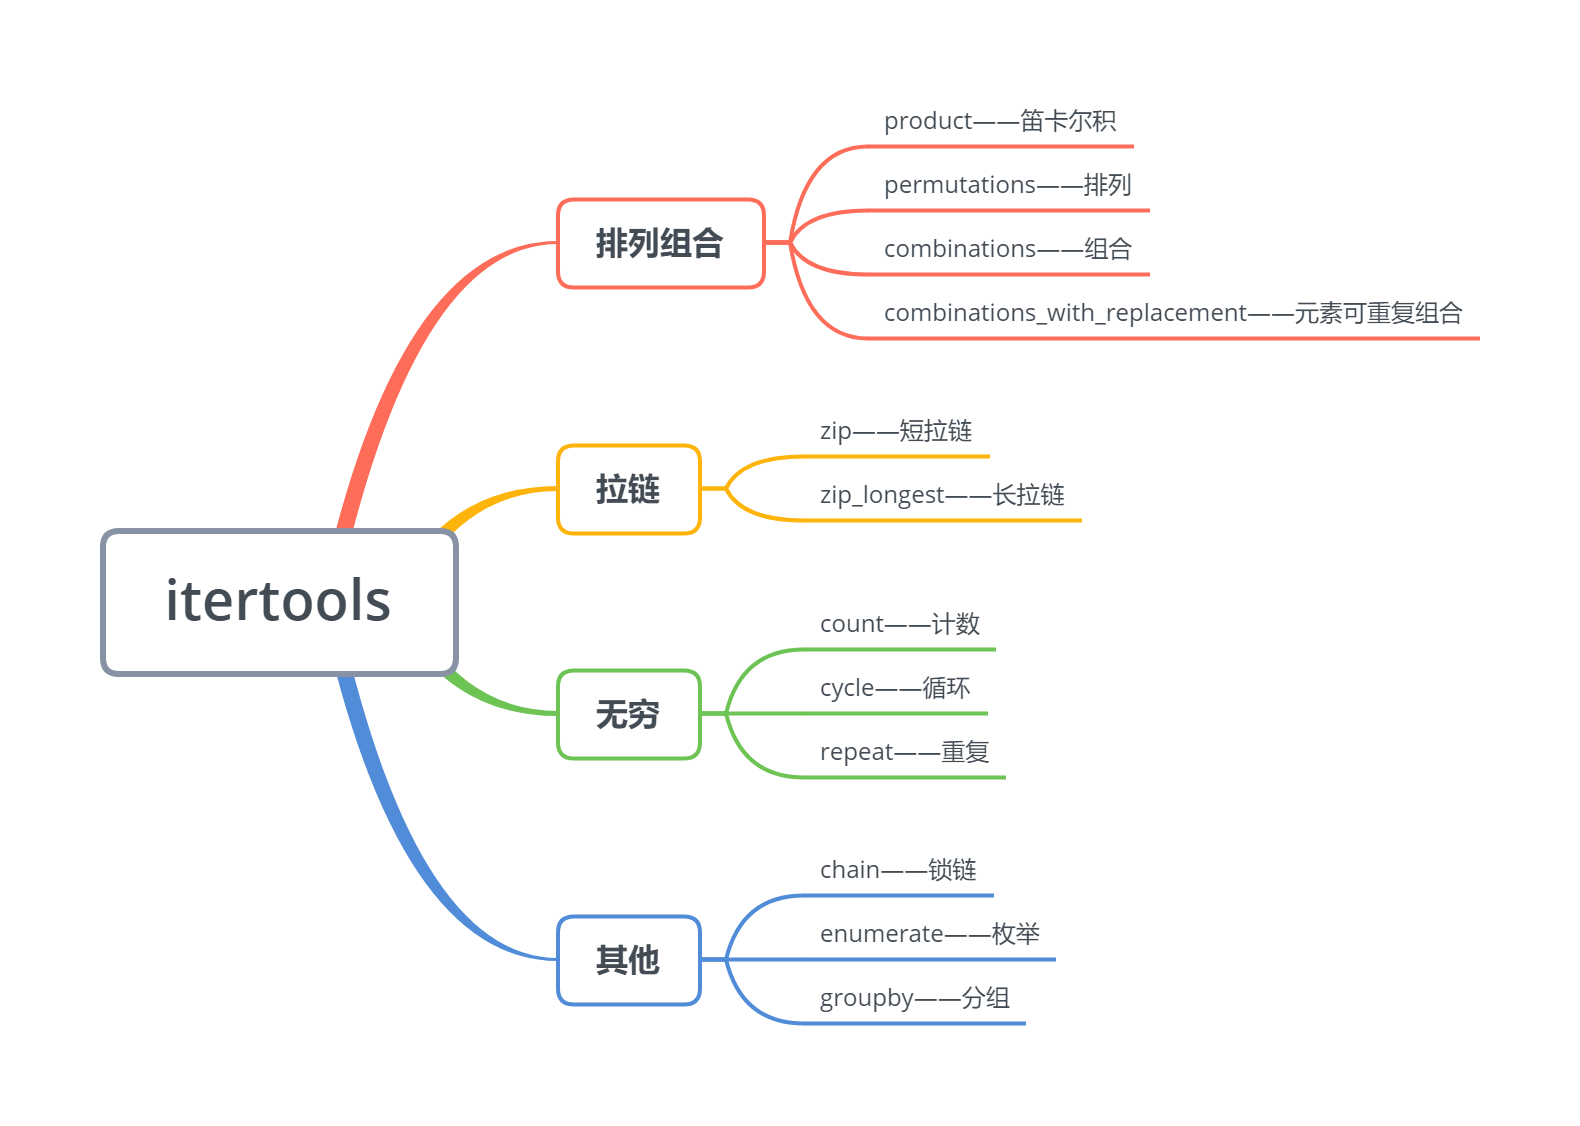 itertools
排列组合
product——笛卡尔积
permutations——排列
combinations——组合
combinations_with_replacement——元素可重复组合
拉链
zip——短拉链
zip_longest——长拉链
无穷
count——计数
cycle——循环
repeat——重复
其他
chain——锁链
enumerate——枚举
groupby——分组